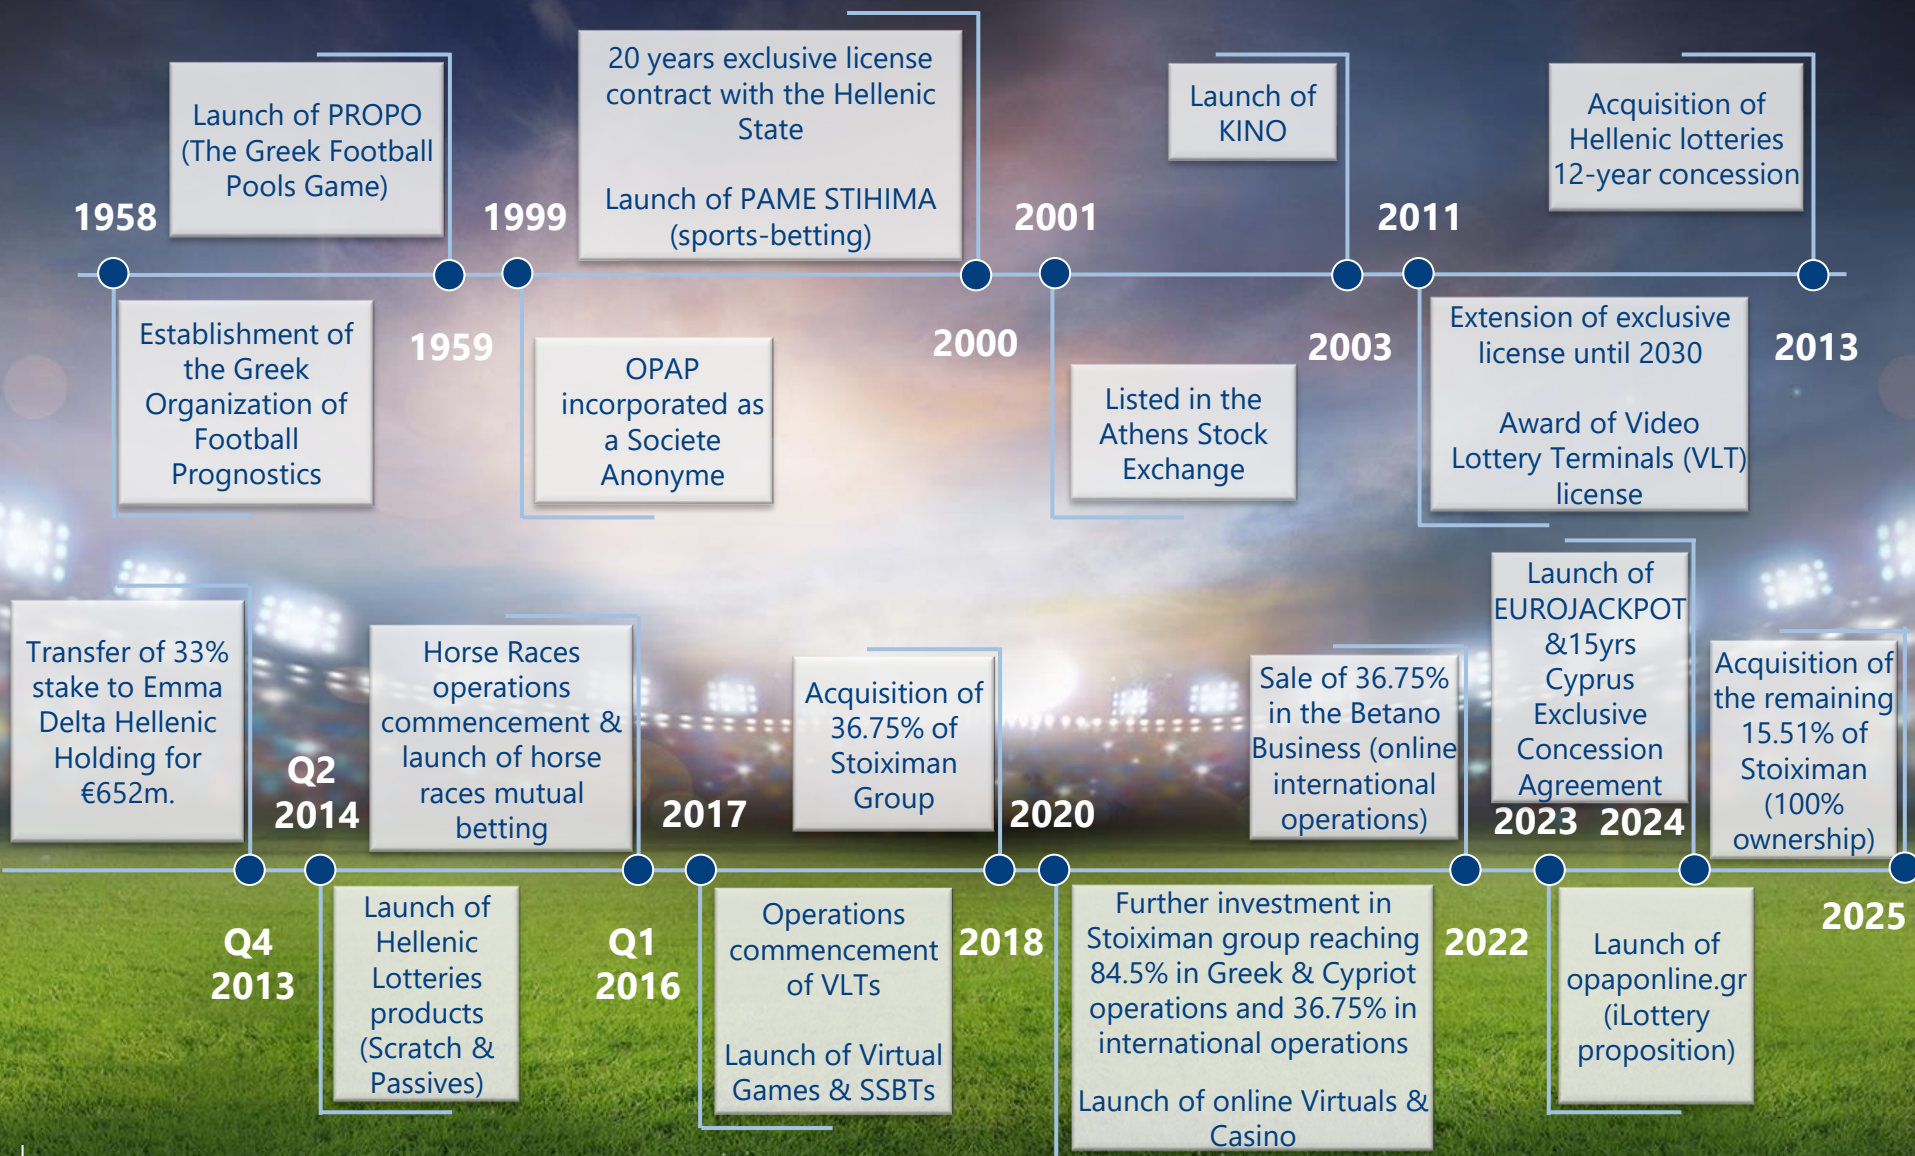 1958
Launch of PROPO
(The Greek Football
Pools Game)
1999
20 years exclusive license
contract with the Hellenic
State
Launch of PAME STIHIMA
(sports-betting)
2001
Launch of
KINO
2011
Acquisition of
Hellenic lotteries
12-year concession
Establishment of
the Greek
Organization of
Football
Prognostics
1959
OPAP
incorporated as
a Societe
Anonyme
2000
Listed in the
Athens Stock
Exchange
2003
Extension of exclusive
license until 2030
Award of Video
Lottery Terminals (VLT)
license
2013
Transfer of 33%
stake to Emma
Delta Hellenic
Holding for
€652m.
Q2
2014
Horse Races
operations
commencement &
launch of horse
races mutual
betting
2017
Acquisition of
36.75% of
Stoiximan
Group
2020
Sale of 36.75%
in the Betano
Business (online
international
operations)
Launch of
EUROJACKPOT
&15yrs
Cyprus
Exclusive
Concession
Agreement
2023
2024
Acquisition of
the remaining
15.51% of
Stoiximan
(100%
ownership)
Q4
2013
Launch of
Hellenic
Lotteries
products
(Scratch &
Passives)
Q1
2016
Operations
commencement
of VLTs
Launch of Virtual
Games & SSBTs
2018
Further investment in
Stoiximan group reaching
84.5% in Greek & Cypriot
operations and 36.75% in
international operations
Launch of online Virtuals &
Casino
2022
Launch of
opaponline.gr
(iLottery
proposition)
2025